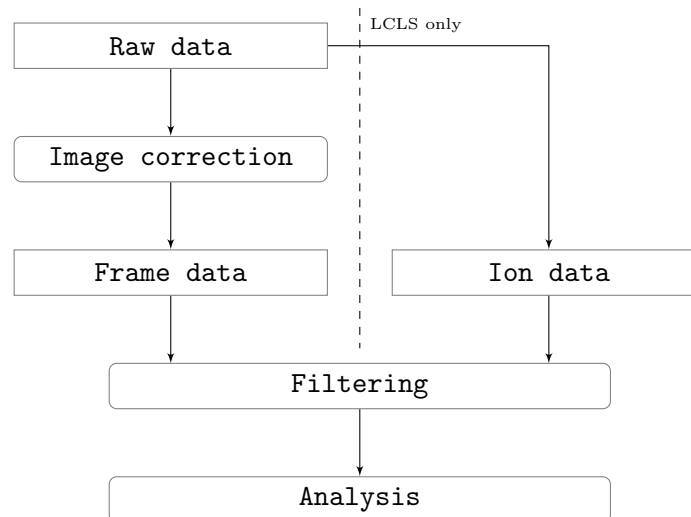 LCLS only
Raw data
Image correction
Frame data
Ion data
Filtering
Analysis